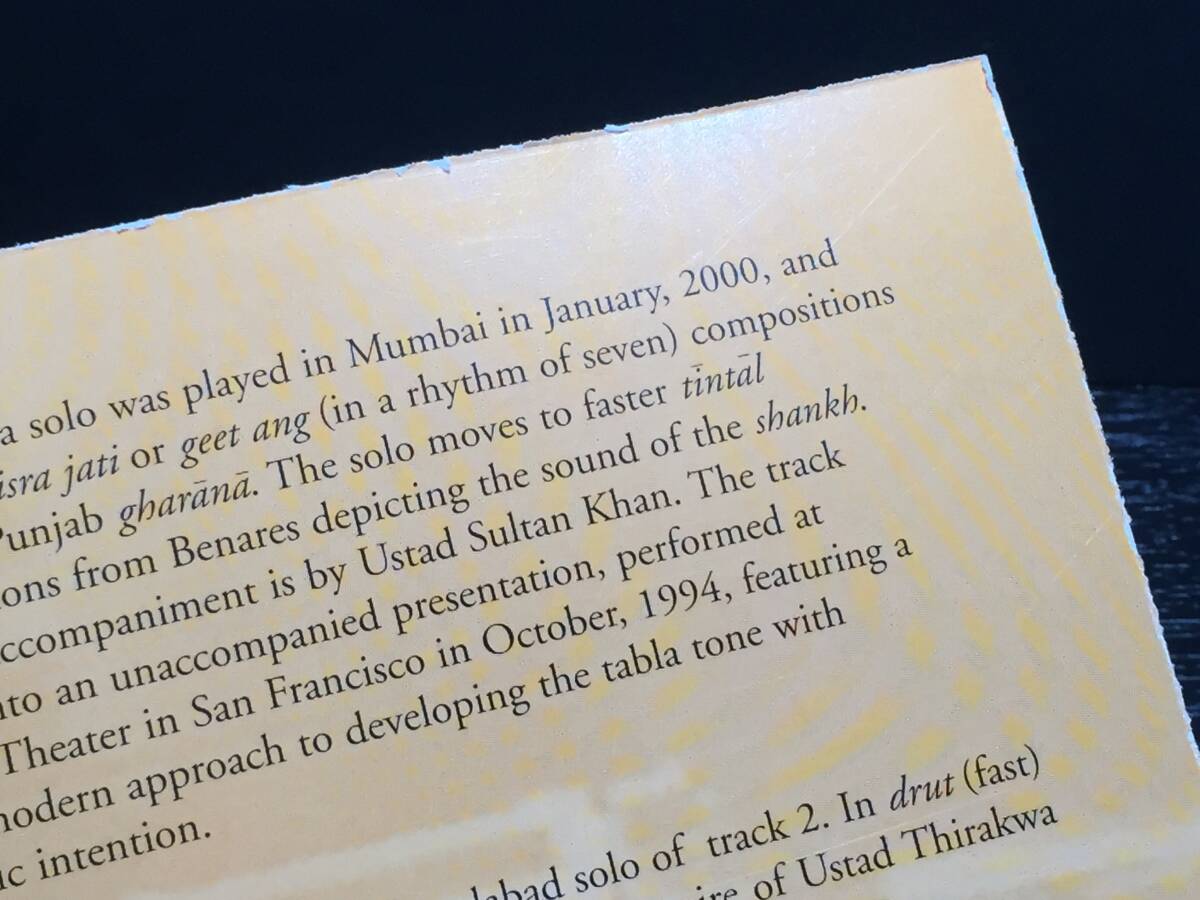 a solo was played in Mumbai in January, 2000, and
isra jati or geet ang (in a rhythm of seven) compositions
Punjab gharānā. The solo moves to faster tīntāl
ons from Benares depicting the sound of the shankh.
ccompaniment is by Ustad Sultan Khan. The track
nto an unaccompanied presentation, performed at
Theater in San Francisco in October, 1994, featuring a
nodern approach to developing the tabla tone with
ic intention.
abad solo of track 2. In drut (fast)
ire of Ustad Thirakwa